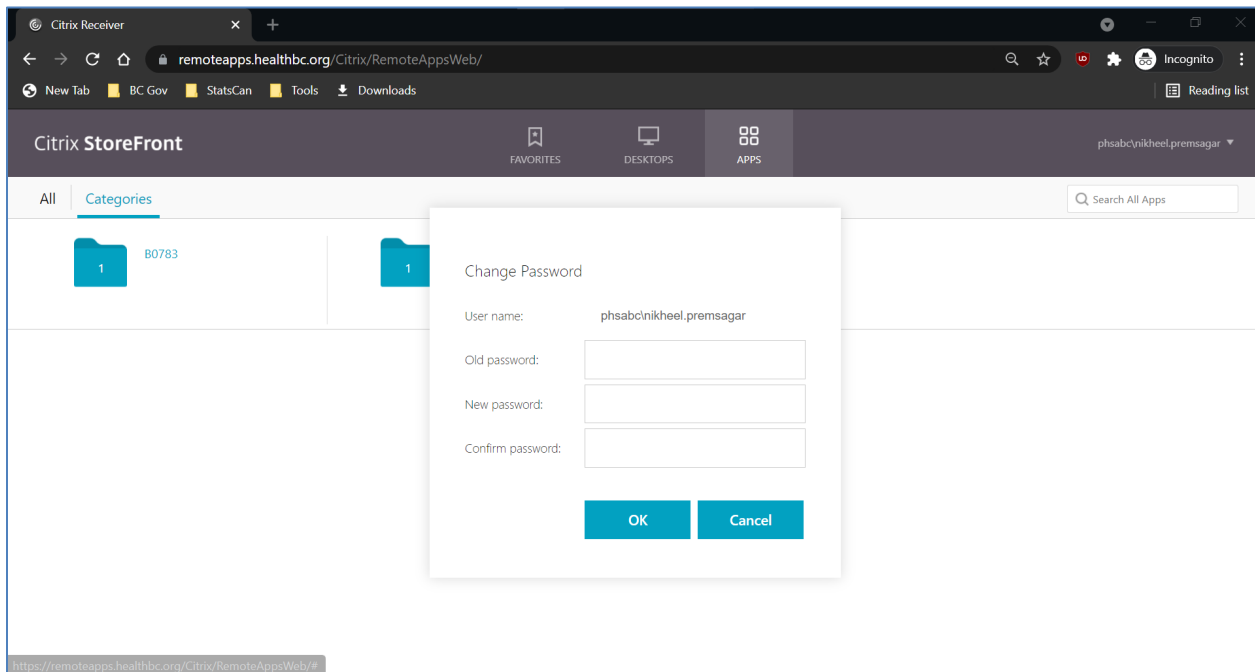 Citrix Receiver
remoteapps.healthbc.org/Citrix/RemoteAppsWeb/
Incognito
New Tab BC Gov StatsCan Tools Downloads Reading list
Citrix StoreFront
FAVORITES DESKTOPS APPS
phsabc\nikheel.premsagar
All Categories Search All Apps
1 B0783 1
Change Password
User name: phsabc\nikheel.premsagar
Old password:
New password:
Confirm password:
OK Cancel
https://remoteapps.healthbc.org/Citrix/RemoteAppsWeb/#